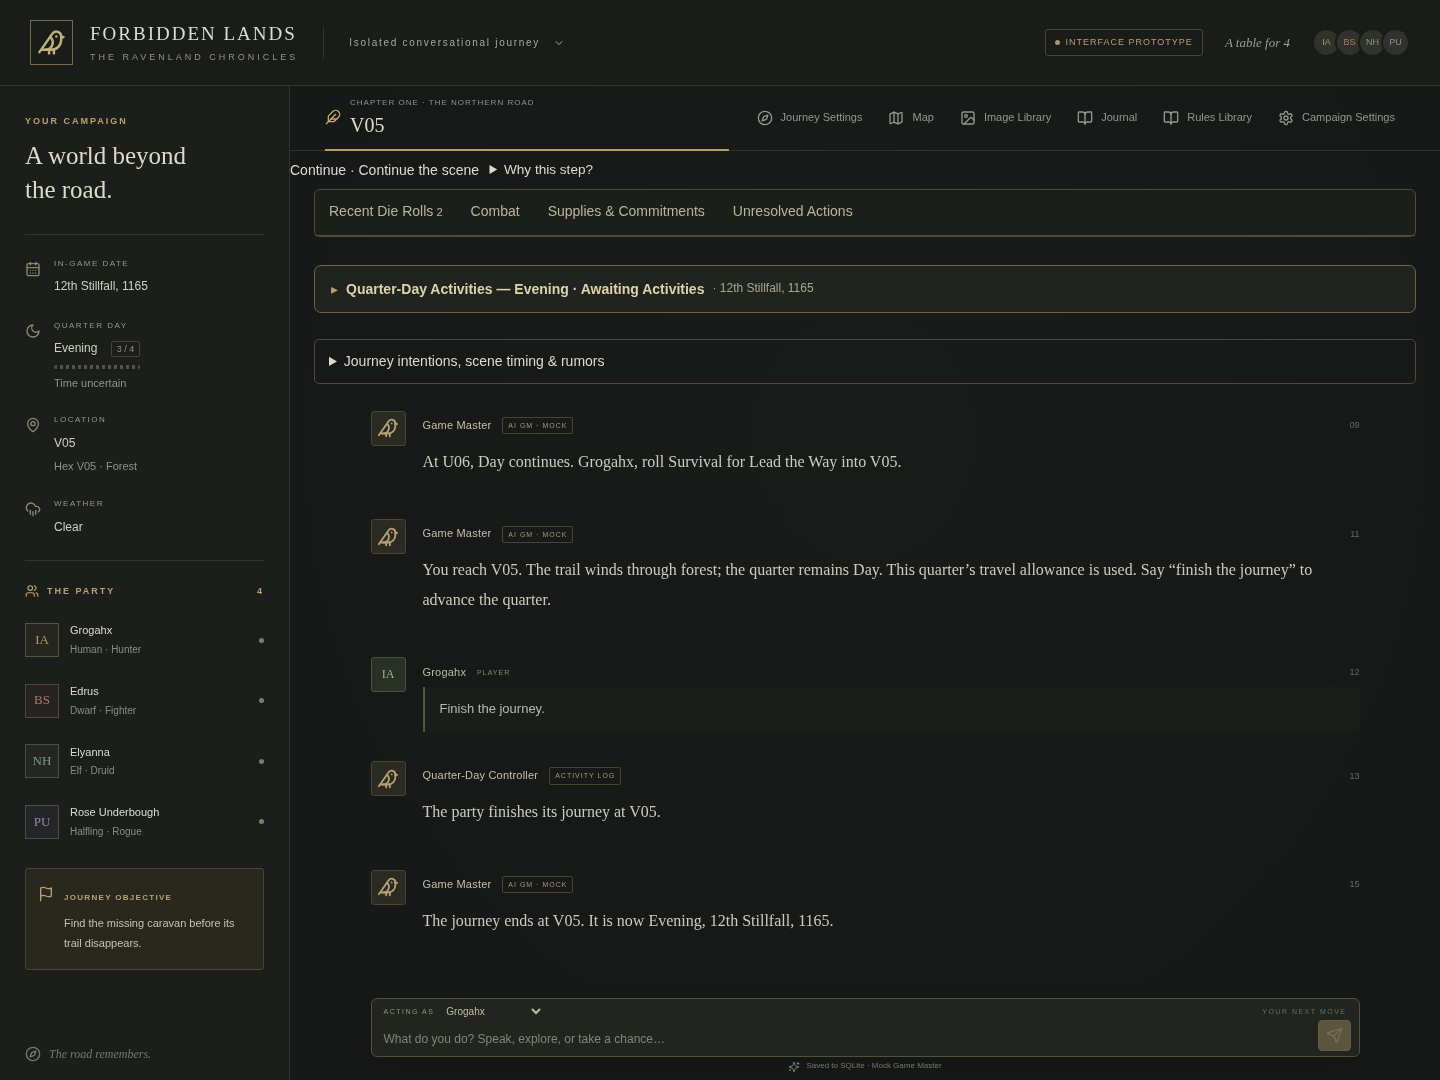 FORBIDDEN LANDS
THE RAVENLAND CHRONICLES
Isolated conversational journey
INTERFACE PROTOTYPE
A table for 4
IA BS NH PU
YOUR CAMPAIGN
A world beyond
the road.
IN-GAME DATE
12th Stillfall, 1165
QUARTER DAY
Evening 3 / 4
Time uncertain
LOCATION
V05
Hex V05 · Forest
WEATHER
Clear
THE PARTY 4
IA
Grogahx
Human · Hunter
BS
Edrus
Dwarf · Fighter
NH
Elyanna
Elf · Druid
PU
Rose Underbough
Halfling · Rogue
JOURNEY OBJECTIVE
Find the missing caravan before its
trail disappears.
The road remembers.
CHAPTER ONE · THE NORTHERN ROAD
V05
Journey Settings Map Image Library Journal Rules Library Campaign Settings
Continue · Continue the scene ▶ Why this step?
Recent Die Rolls 2 Combat Supplies & Commitments Unresolved Actions
▸ Quarter-Day Activities — Evening · Awaiting Activities · 12th Stillfall, 1165
▶ Journey intentions, scene timing & rumors
Game Master AI GM · MOCK 09
At U06, Day continues. Grogahx, roll Survival for Lead the Way into V05.
Game Master AI GM · MOCK 11
You reach V05. The trail winds through forest; the quarter remains Day. This quarter’s travel allowance is used. Say “finish the journey” to
advance the quarter.
IA
Grogahx PLAYER 12
Finish the journey.
Quarter-Day Controller ACTIVITY LOG 13
The party finishes its journey at V05.
Game Master AI GM · MOCK 15
The journey ends at V05. It is now Evening, 12th Stillfall, 1165.
ACTING AS Grogahx YOUR NEXT MOVE
What do you do? Speak, explore, or take a chance…
Saved to SQLite · Mock Game Master